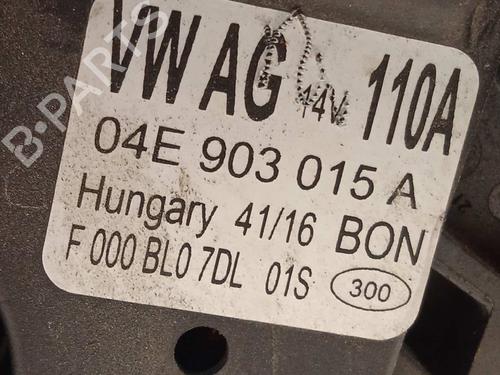 VW AG 14V 110A
04E 903 015 A
Hungary 41/16 BON
F 000 BL0 7DL 01S 300
B-PARTS